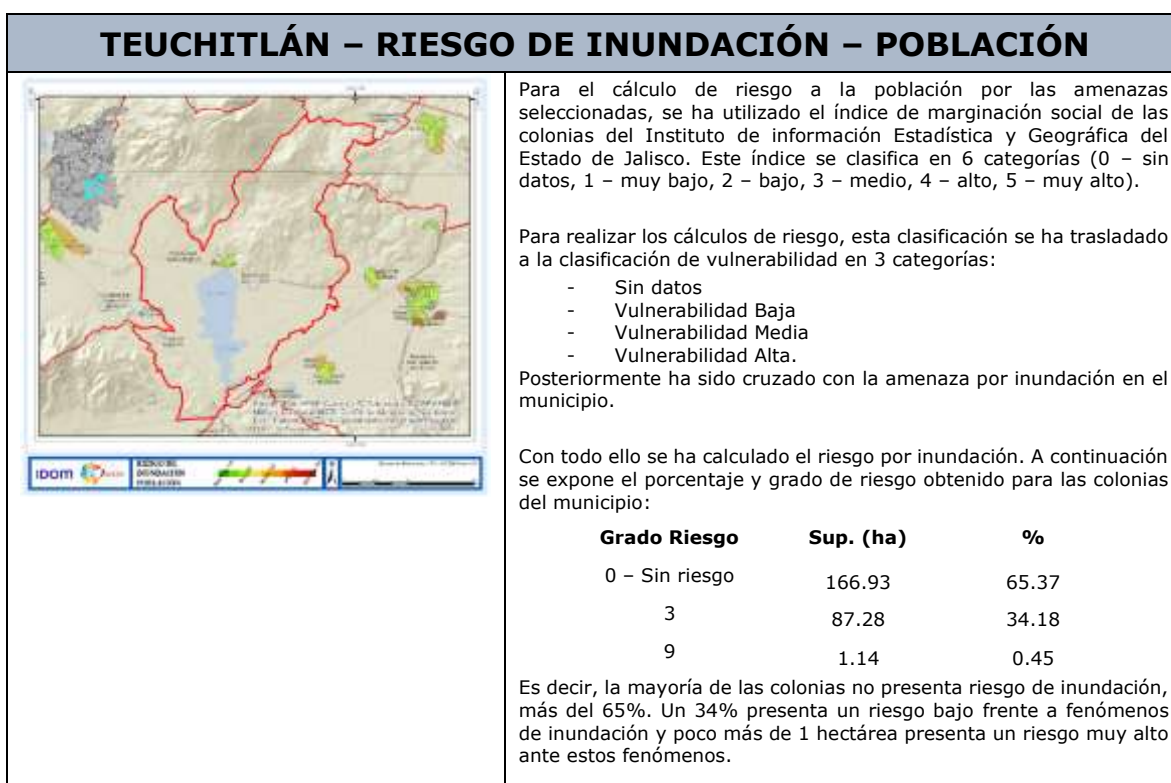 TEUCHITLÁN – RIESGO DE INUNDACIÓN – POBLACIÓN
Para el cálculo de riesgo a la población por las amenazas
seleccionadas, se ha utilizado el índice de marginación social de las
colonias del Instituto de información Estadística y Geográfica del
Estado de Jalisco. Este índice se clasifica en 6 categorías (0 – sin
datos, 1 – muy bajo, 2 – bajo, 3 – medio, 4 – alto, 5 – muy alto).
Para realizar los cálculos de riesgo, esta clasificación se ha trasladado
a la clasificación de vulnerabilidad en 3 categorías:
- Sin datos
- Vulnerabilidad Baja
- Vulnerabilidad Media
- Vulnerabilidad Alta.
Posteriormente ha sido cruzado con la amenaza por inundación en el
municipio.
Con todo ello se ha calculado el riesgo por inundación. A continuación
se expone el porcentaje y grado de riesgo obtenido para las colonias
del municipio:
Grado Riesgo Sup. (ha) %
0 – Sin riesgo 166.93 65.37
3 87.28 34.18
9 1.14 0.45
Es decir, la mayoría de las colonias no presenta riesgo de inundación,
más del 65%. Un 34% presenta un riesgo bajo frente a fenómenos
de inundación y poco más de 1 hectárea presenta un riesgo muy alto
ante estos fenómenos.
IDOM
RIESGO DE
INUNDACIÓN
POBLACIÓN